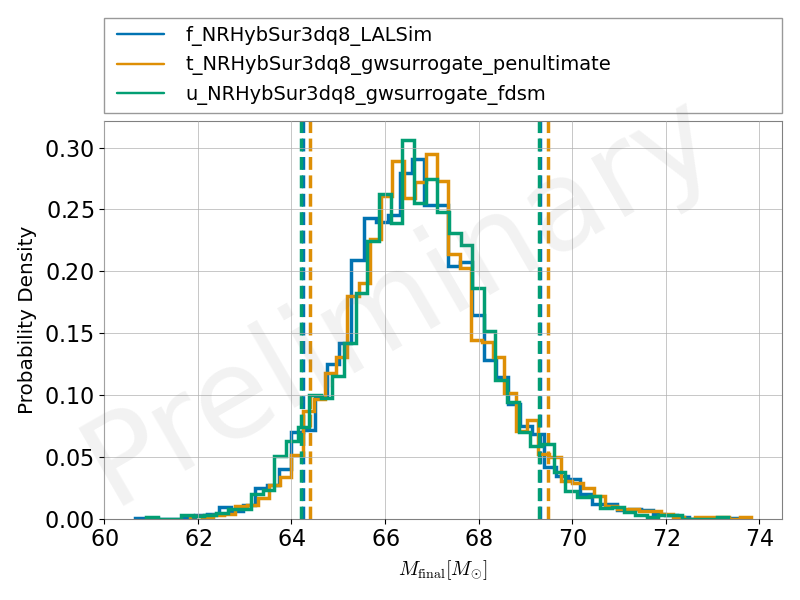 f_NRHybSur3dq8_LALSim
t_NRHybSur3dq8_gwsurrogate_penultimate
u_NRHybSur3dq8_gwsurrogate_fdsm
Preliminary
Probability Density
0.30
0.25
0.20
0.15
0.10
0.05
0.00
60 62 64 66 68 70 72 74
M_final[M_⊙]